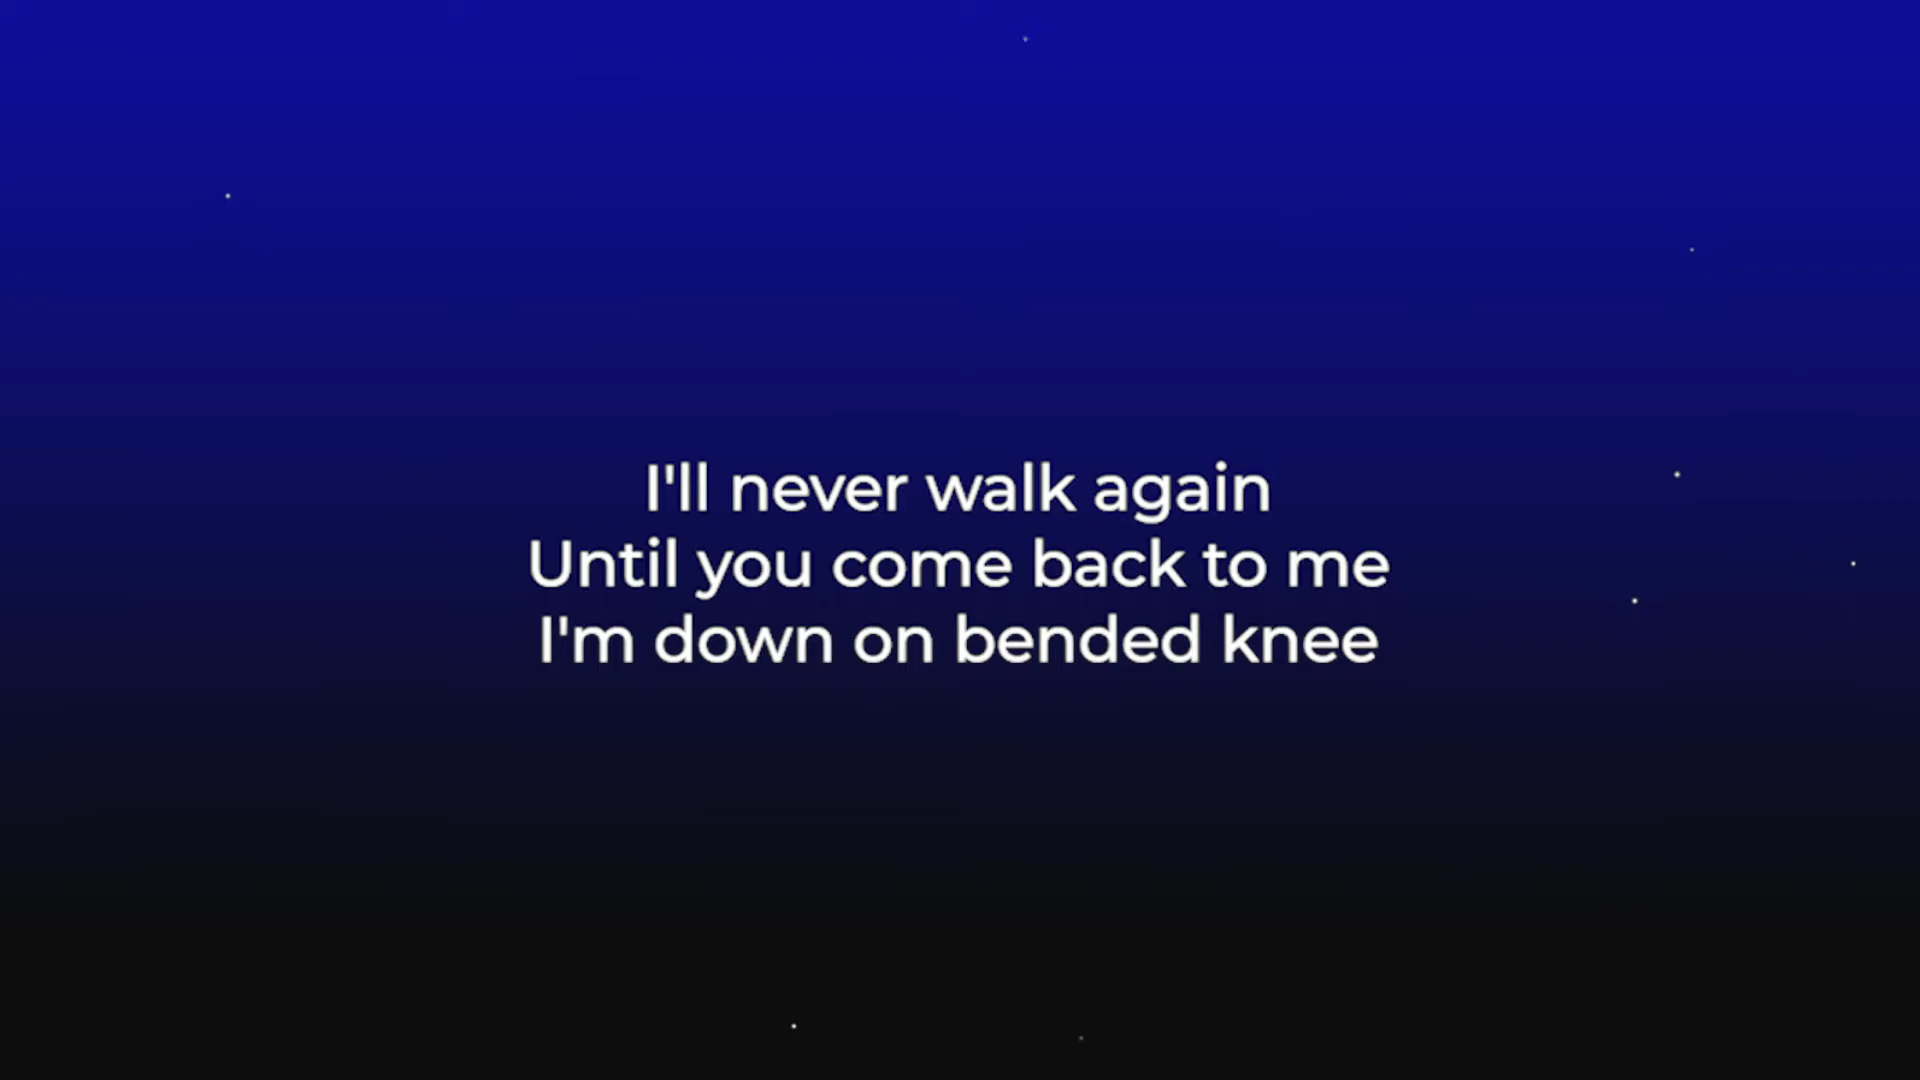 I'll never walk again
Until you come back to me
I'm down on bended knee